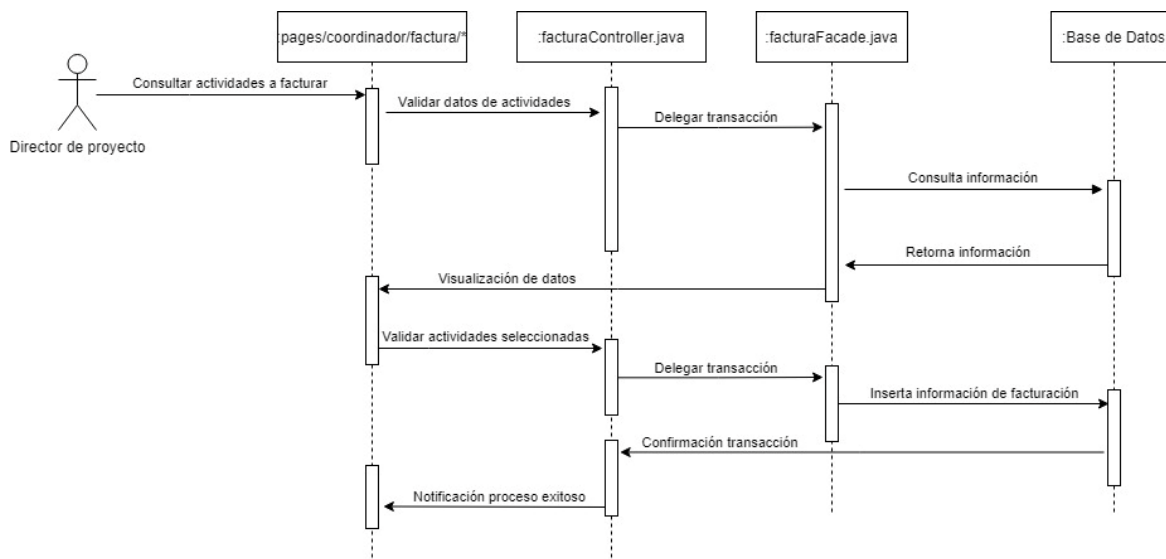 :pages/coordinador/factura/*
:facturaController.java
:facturaFacade.java
:Base de Datos
Consultar actividades a facturar
Validar datos de actividades
Delegar transacción
Director de proyecto
Consulta información
Retorna información
Visualización de datos
Validar actividades seleccionadas
Delegar transacción
Inserta información de facturación
Confirmación transacción
Notificación proceso exitoso